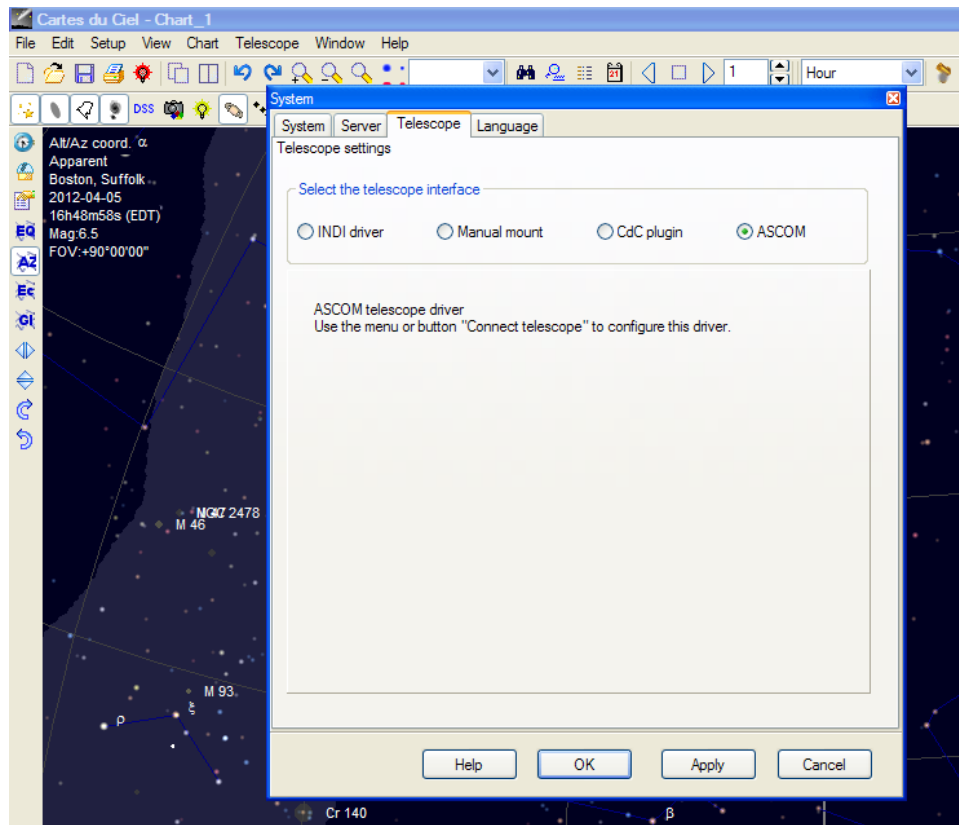 Cartes du Ciel - Chart_1
File Edit Setup View Chart Telescope Window Help
1 Hour
DSS
System
System Server Telescope Language
Telescope settings
Select the telescope interface
INDI driver Manual mount CdC plugin ASCOM
ASCOM telescope driver
Use the menu or button "Connect telescope" to configure this driver.
Help OK Apply Cancel
Alt/Az coord. α
Apparent
Boston, Suffolk
2012-04-05
16h48m58s (EDT)
Mag:6.5
FOV:+90°00'00"
EQ
AZ
Ec
Gl
2478
M 46
M 93
ξ
ρ
Cr 140
β